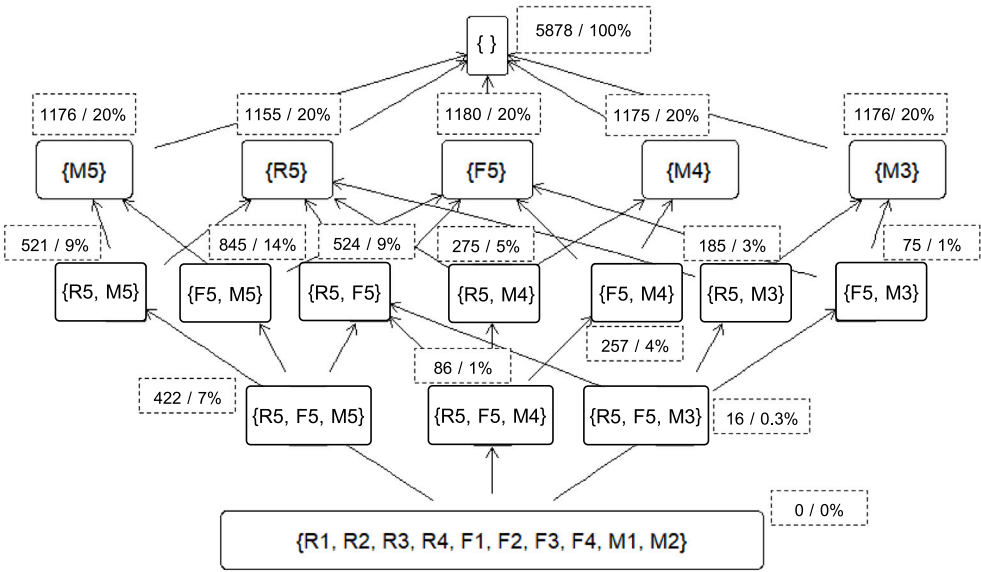 { }
5878 / 100%
1176 / 20%
1155 / 20%
1180 / 20%
1175 / 20%
1176/ 20%
{M5}
{R5}
{F5}
{M4}
{M3}
521 / 9%
845 / 14%
524 / 9%
275 / 5%
185 / 3%
75 / 1%
{R5, M5}
{F5, M5}
{R5, F5}
{R5, M4}
{F5, M4}
{R5, M3}
{F5, M3}
257 / 4%
86 / 1%
422 / 7%
{R5, F5, M5}
{R5, F5, M4}
{R5, F5, M3}
16 / 0.3%
0 / 0%
{R1, R2, R3, R4, F1, F2, F3, F4, M1, M2}